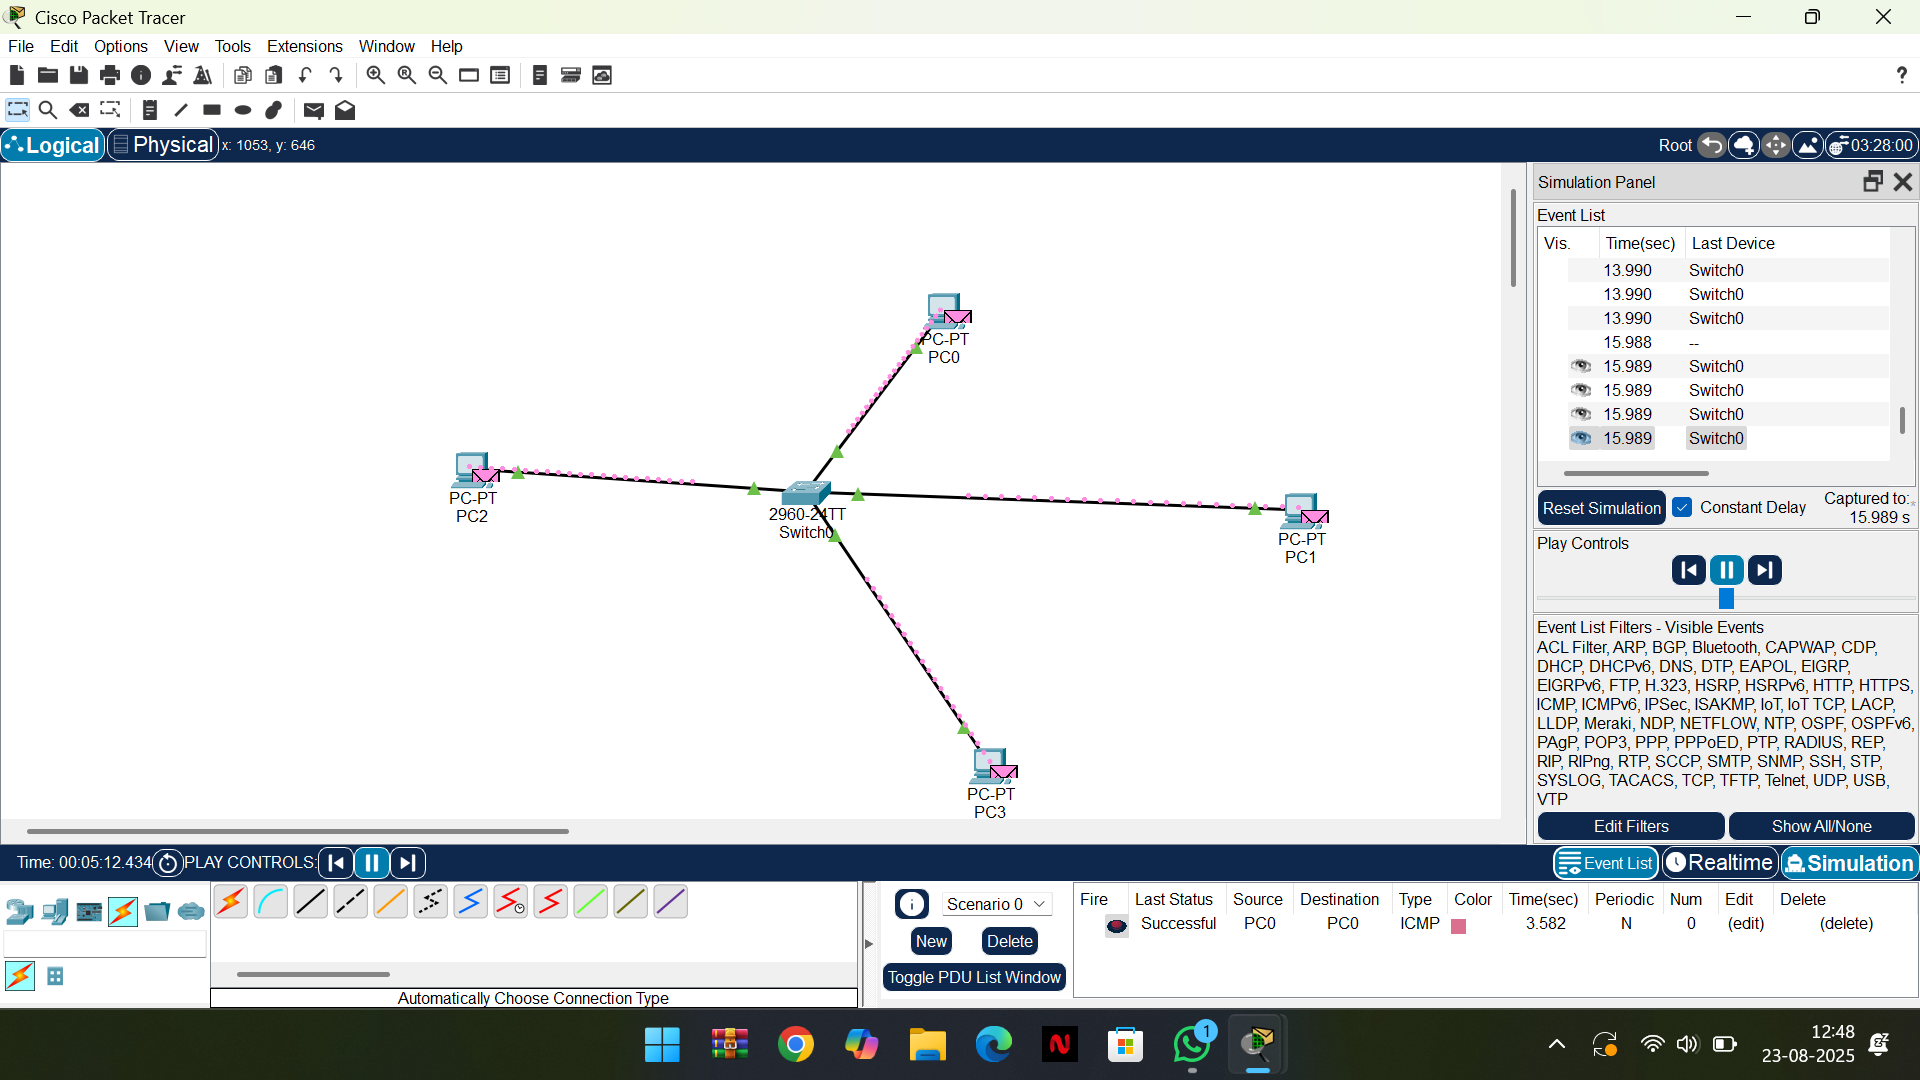 Cisco Packet Tracer
File Edit Options View Tools Extensions Window Help
?
Logical Physical x: 1053, y: 646 Root 03:28:00
Simulation Panel
Event List
Vis. Time(sec) Last Device
13.990 Switch0
13.990 Switch0
13.990 Switch0
15.988 --
15.989 Switch0
15.989 Switch0
15.989 Switch0
15.989 Switch0
Reset Simulation Constant Delay Captured to:
15.989 s
Play Controls
Event List Filters - Visible Events
ACL Filter, ARP, BGP, Bluetooth, CAPWAP, CDP,
DHCP, DHCPv6, DNS, DTP, EAPOL, EIGRP,
EIGRPv6, FTP, H.323, HSRP, HSRPv6, HTTP, HTTPS,
ICMP, ICMPv6, IPSec, ISAKMP, IoT, IoT TCP, LACP,
LLDP, Meraki, NDP, NETFLOW, NTP, OSPF, OSPFv6,
PAgP, POP3, PPP, PPPoED, PTP, RADIUS, REP,
RIP, RIPng, RTP, SCCP, SMTP, SNMP, SSH, STP,
SYSLOG, TACACS, TCP, TFTP, Telnet, UDP, USB,
VTP
Edit Filters Show All/None
PC-PT
PC0
PC-PT
PC2
2960-24TT
Switch0
PC-PT
PC1
PC-PT
PC3
Time: 00:05:12.434 PLAY CONTROLS: Event List Realtime Simulation
Scenario 0
New Delete
Toggle PDU List Window
Fire Last Status Source Destination Type Color Time(sec) Periodic Num Edit Delete
Successful PC0 PC0 ICMP 3.582 N 0 (edit) (delete)
Automatically Choose Connection Type
1
12:48
23-08-2025